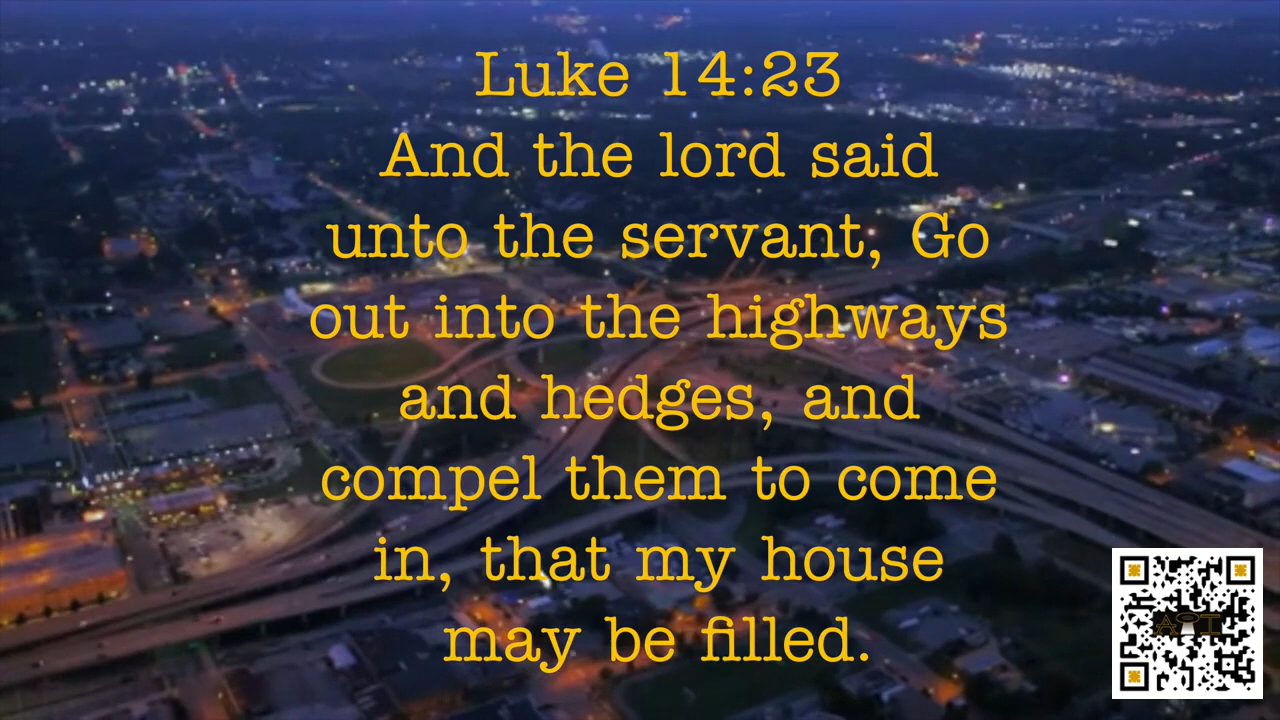 Luke 14:23
And the lord said
unto the servant, Go
out into the highways
and hedges, and
compel them to come
in, that my house
may be filled.